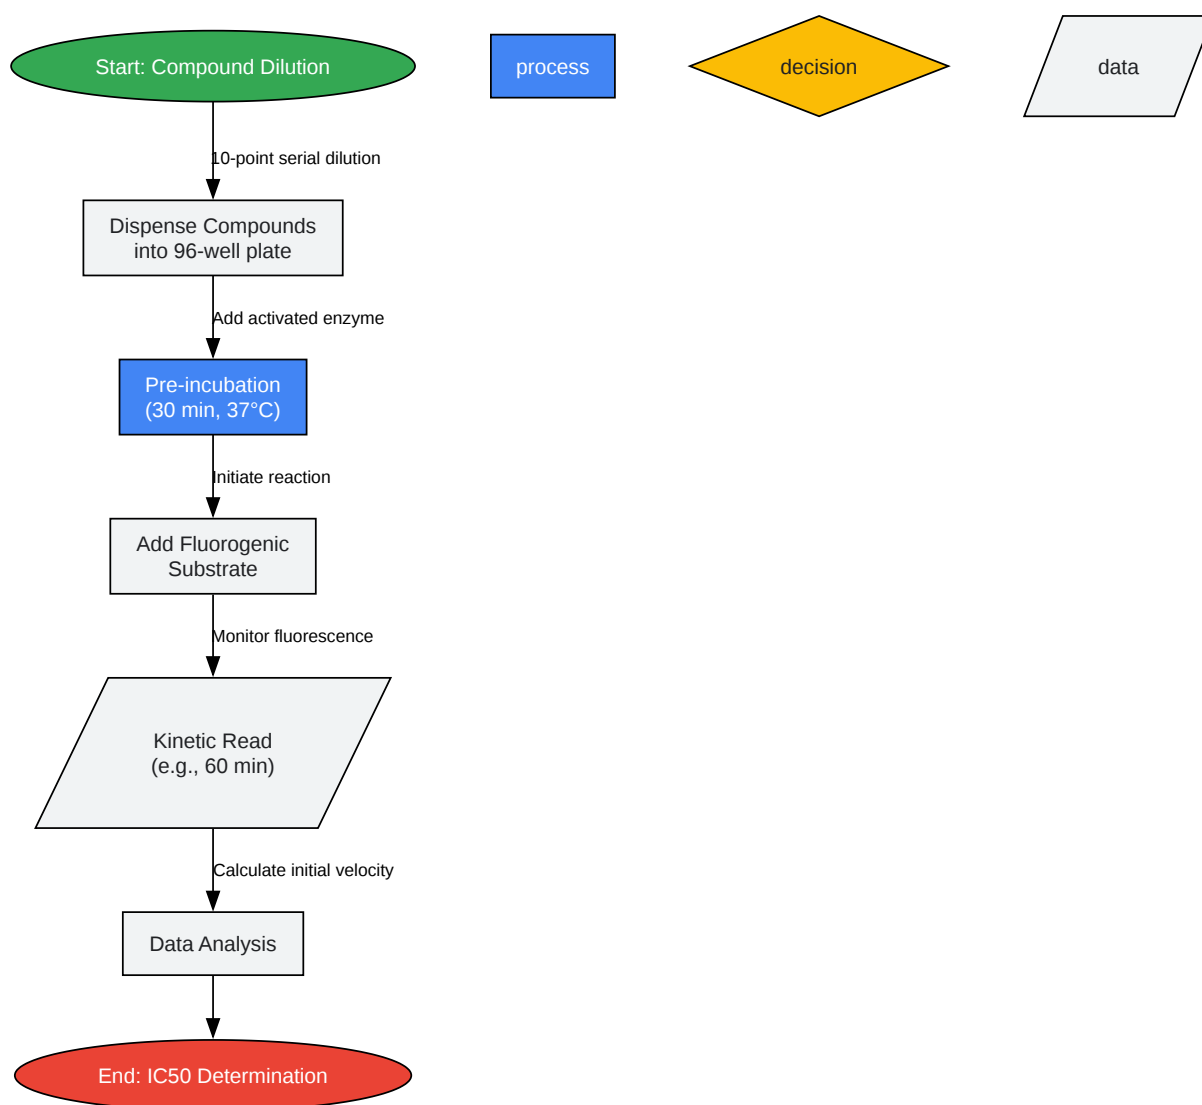 Start: Compound Dilution
process
decision
data
10-point serial dilution
Dispense Compounds
into 96-well plate
Add activated enzyme
Pre-incubation
(30 min, 37°C)
Initiate reaction
Add Fluorogenic
Substrate
Monitor fluorescence
Kinetic Read
(e.g., 60 min)
Calculate initial velocity
Data Analysis
End: IC50 Determination